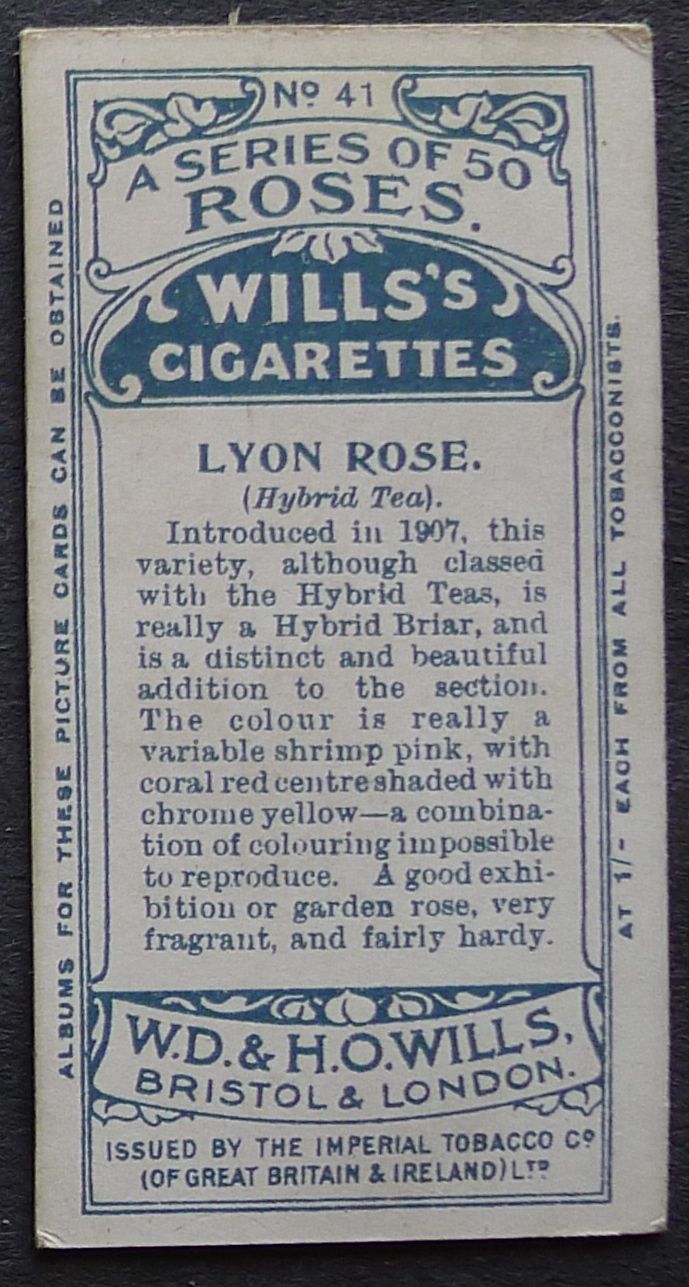 Nº 41
A SERIES OF 50
ROSES.
WILLS'S
CIGARETTES
LYON ROSE.
(Hybrid Tea).
Introduced in 1907, this
variety, although classed
with the Hybrid Teas, is
really a Hybrid Briar, and
is a distinct and beautiful
addition to the section.
The colour is really a
variable shrimp pink, with
coral red centre shaded with
chrome yellow—a combina-
tion of colouring impossible
to reproduce. A good exhi-
bition or garden rose, very
fragrant, and fairly hardy.
W.D. & H.O. WILLS,
BRISTOL & LONDON.
ISSUED BY THE IMPERIAL TOBACCO Cº
(OF GREAT BRITAIN & IRELAND) LTD
ALBUMS FOR THESE PICTURE CARDS CAN BE OBTAINED
AT 1/- EACH FROM ALL TOBACCONISTS.